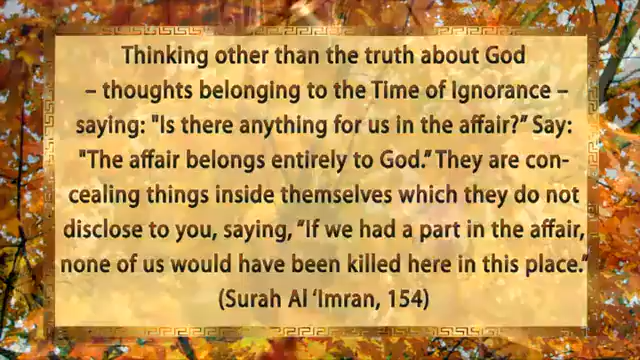 Thinking other than the truth about God
– thoughts belonging to the Time of Ignorance –
saying: "Is there anything for us in the affair?” Say:
"The affair belongs entirely to God.” They are con-
cealing things inside themselves which they do not
disclose to you, saying, ”If we had a part in the affair,
none of us would have been killed here in this place.”
(Surah Al ‘Imran, 154)